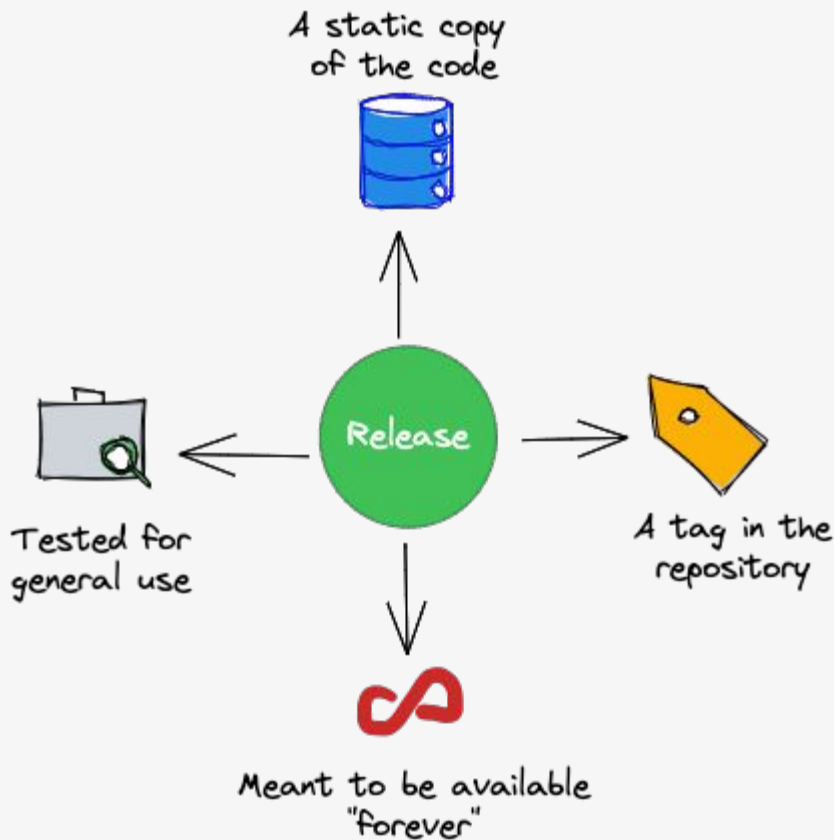 A static copy
of the code
Release
Tested for
general use
A tag in the
repository
Meant to be available
"forever"